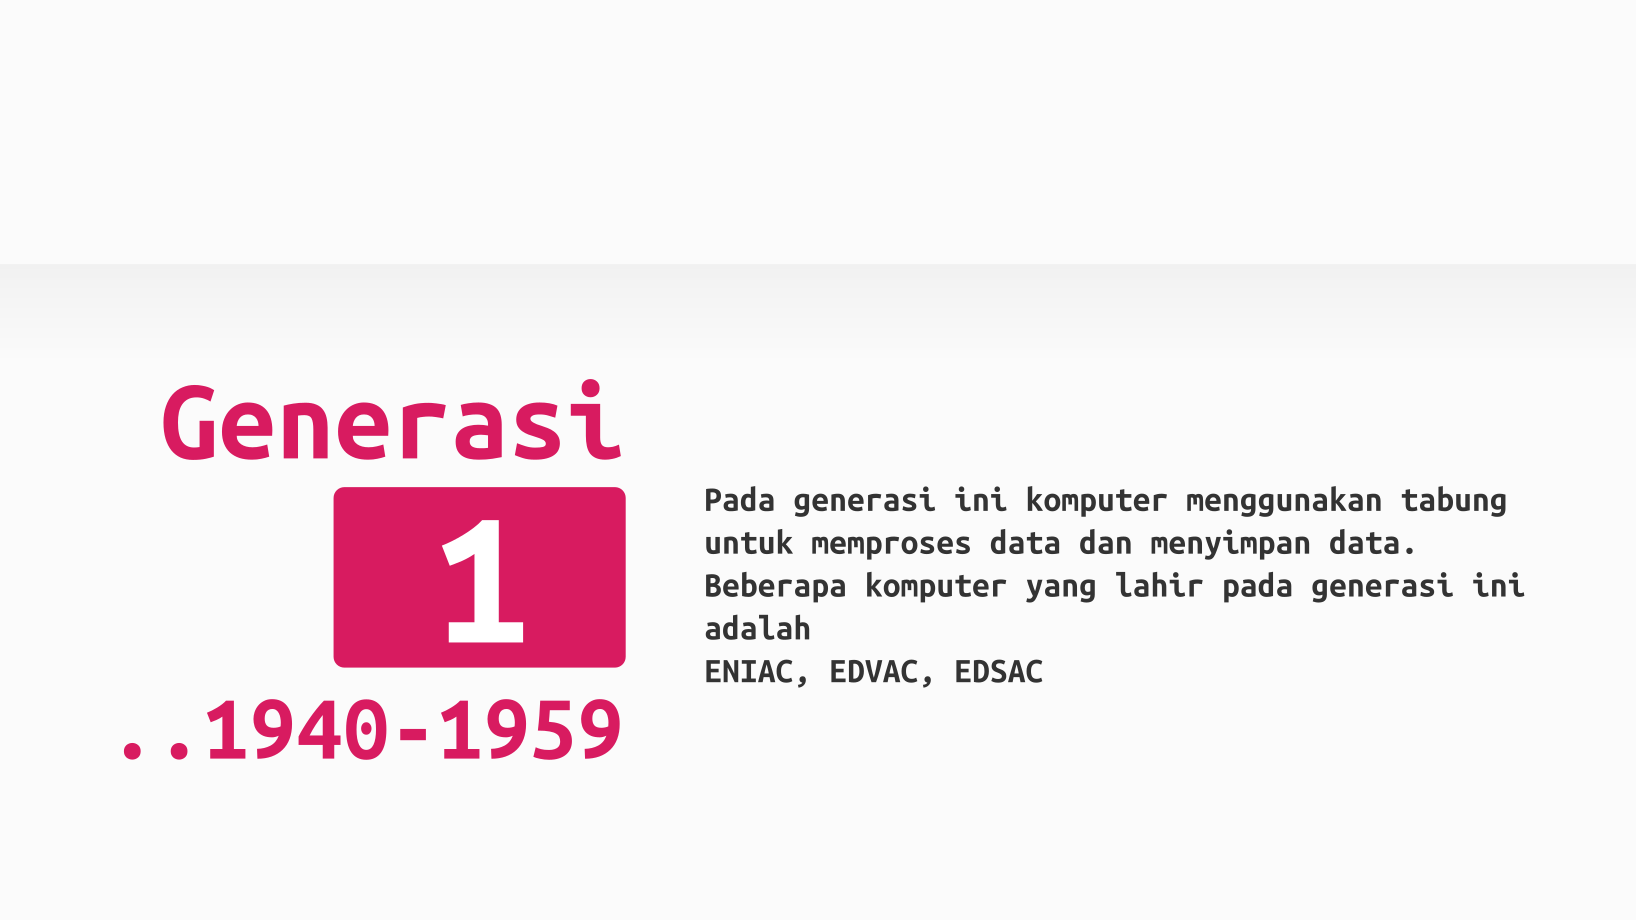 Generasi
1
..1940-1959
Pada generasi ini komputer menggunakan tabung
untuk memproses data dan menyimpan data.
Beberapa komputer yang lahir pada generasi ini
adalah
ENIAC, EDVAC, EDSAC